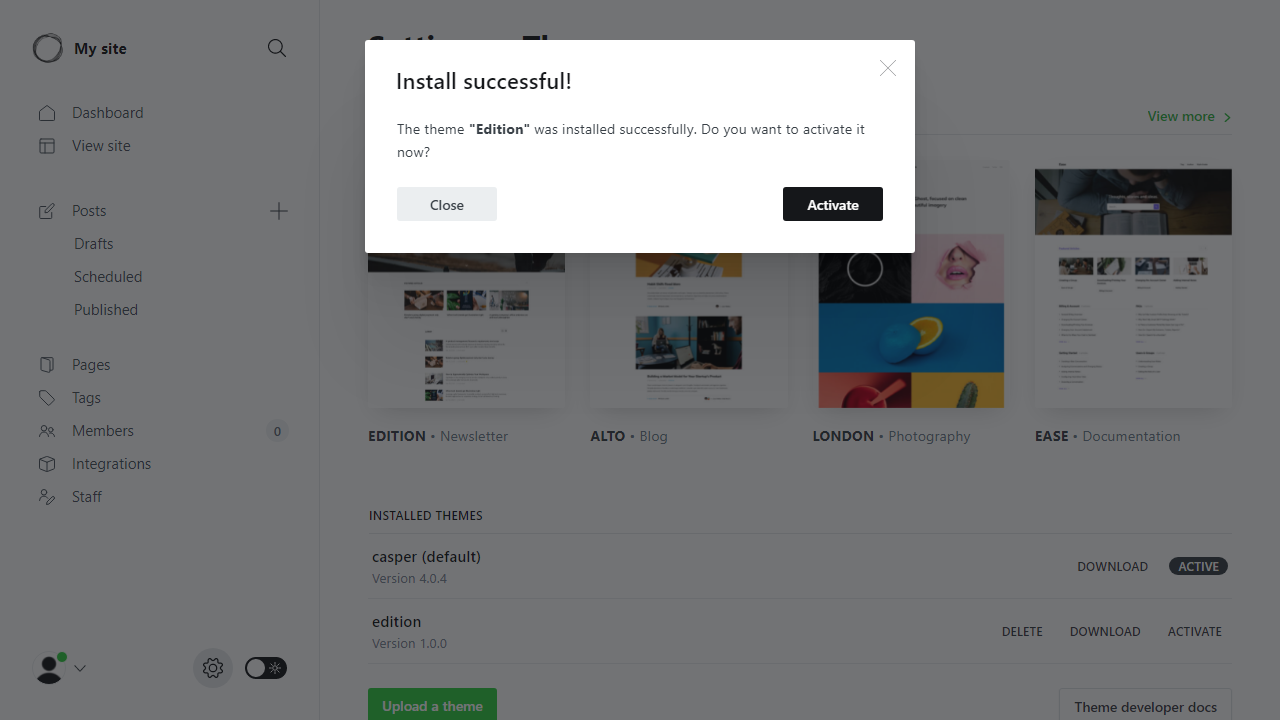 My site
Dashboard
View site
Posts
Drafts
Scheduled
Published
Pages
Tags
Members
0
Integrations
Staff
Install successful!
The theme "Edition" was installed successfully. Do you want to activate it
now?
Close
Activate
View more
EDITION • Newsletter
ALTO • Blog
LONDON • Photography
EASE • Documentation
INSTALLED THEMES
casper (default)
Version 4.0.4
DOWNLOAD
ACTIVE
edition
Version 1.0.0
DELETE
DOWNLOAD
ACTIVATE
Upload a theme
Theme developer docs